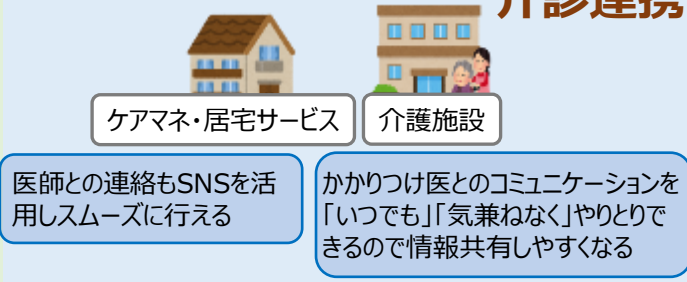 介診連携
ケアマネ・居宅サービス
介護施設
医師との連絡もSNSを活
用しスムーズに行える
かかりつけ医とのコミュニケーションを
「いつでも」「気兼ねなく」やりとりで
きるので情報共有しやすくなる